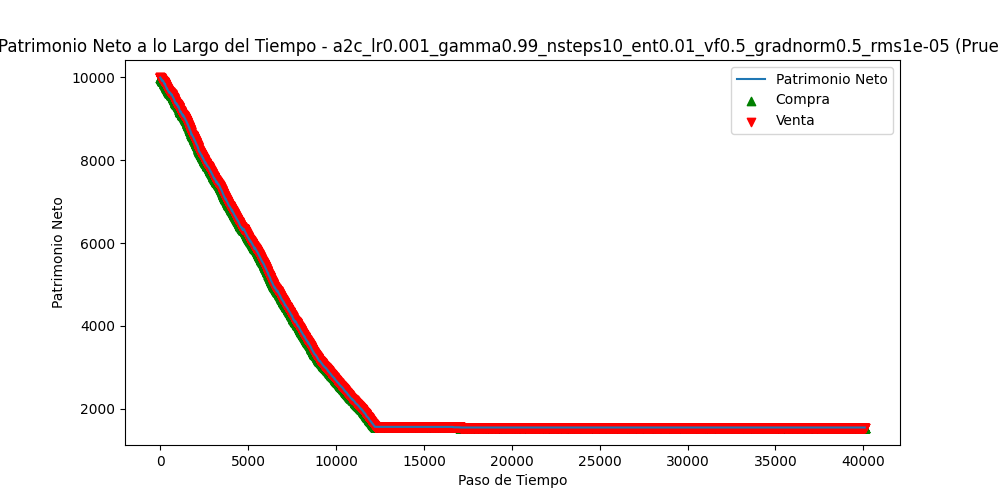 Patrimonio Neto a lo Largo del Tiempo - a2c_lr0.001_gamma0.99_nsteps10_ent0.01_vf0.5_gradnorm0.5_rms1e-05 (Prue
Patrimonio Neto
Compra
Venta
10000
8000
6000
4000
2000
Patrimonio Neto
0 5000 10000 15000 20000 25000 30000 35000 40000
Paso de Tiempo